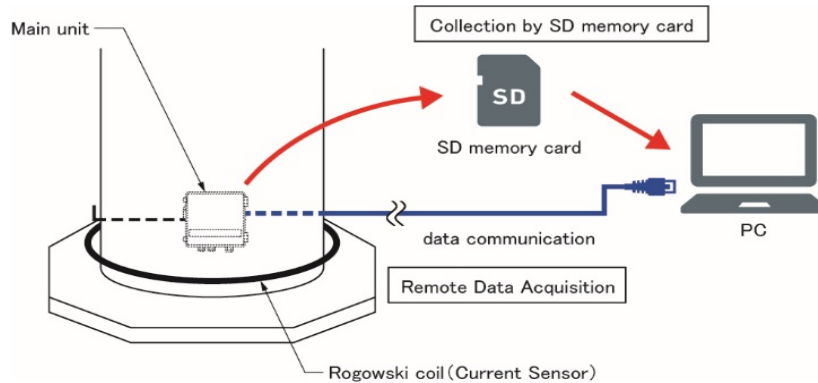 Main unit
Collection by SD memory card
SD
SD memory card
PC
data communication
Remote Data Acquisition
Rogowski coil(Current Sensor)